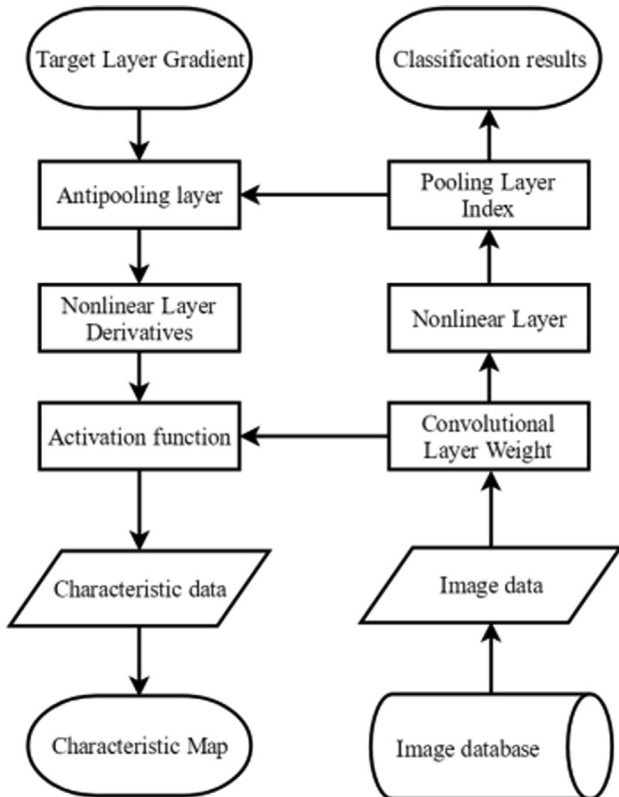 Target Layer Gradient
Classification results
Antipooling layer
Pooling Layer
Index
Nonlinear Layer
Derivatives
Nonlinear Layer
Activation function
Convolutional
Layer Weight
Characteristic data
Image data
Characteristic Map
Image database